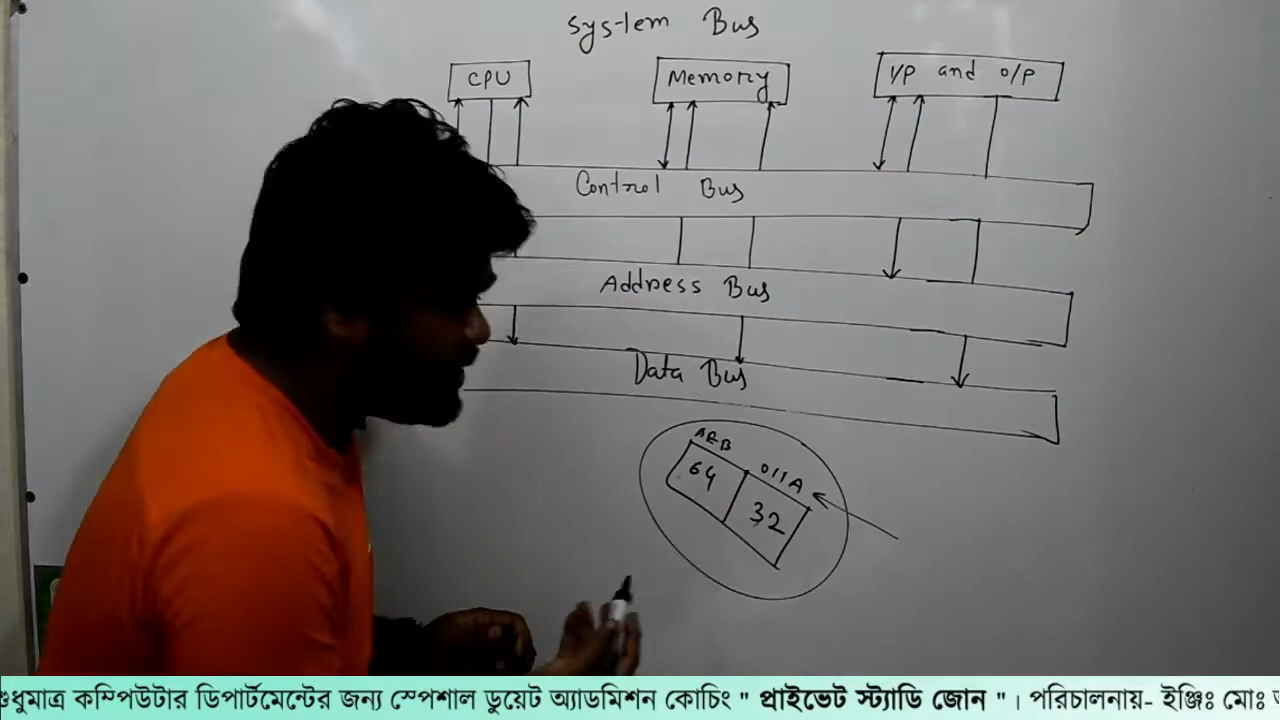 System Bus
CPU Memory I/P and O/P
Control Bus
Address Bus
Data Bus
ARB 011A
64 32
শুধুমাত্র কম্পিউটার ডিপার্টমেন্টের জন্য স্পেশাল ডুয়েট অ্যাডমিশন কোচিং " প্রাইভেট স্ট্যাডি জোন " । পরিচালনায়- ইঞ্জিঃ মোঃ